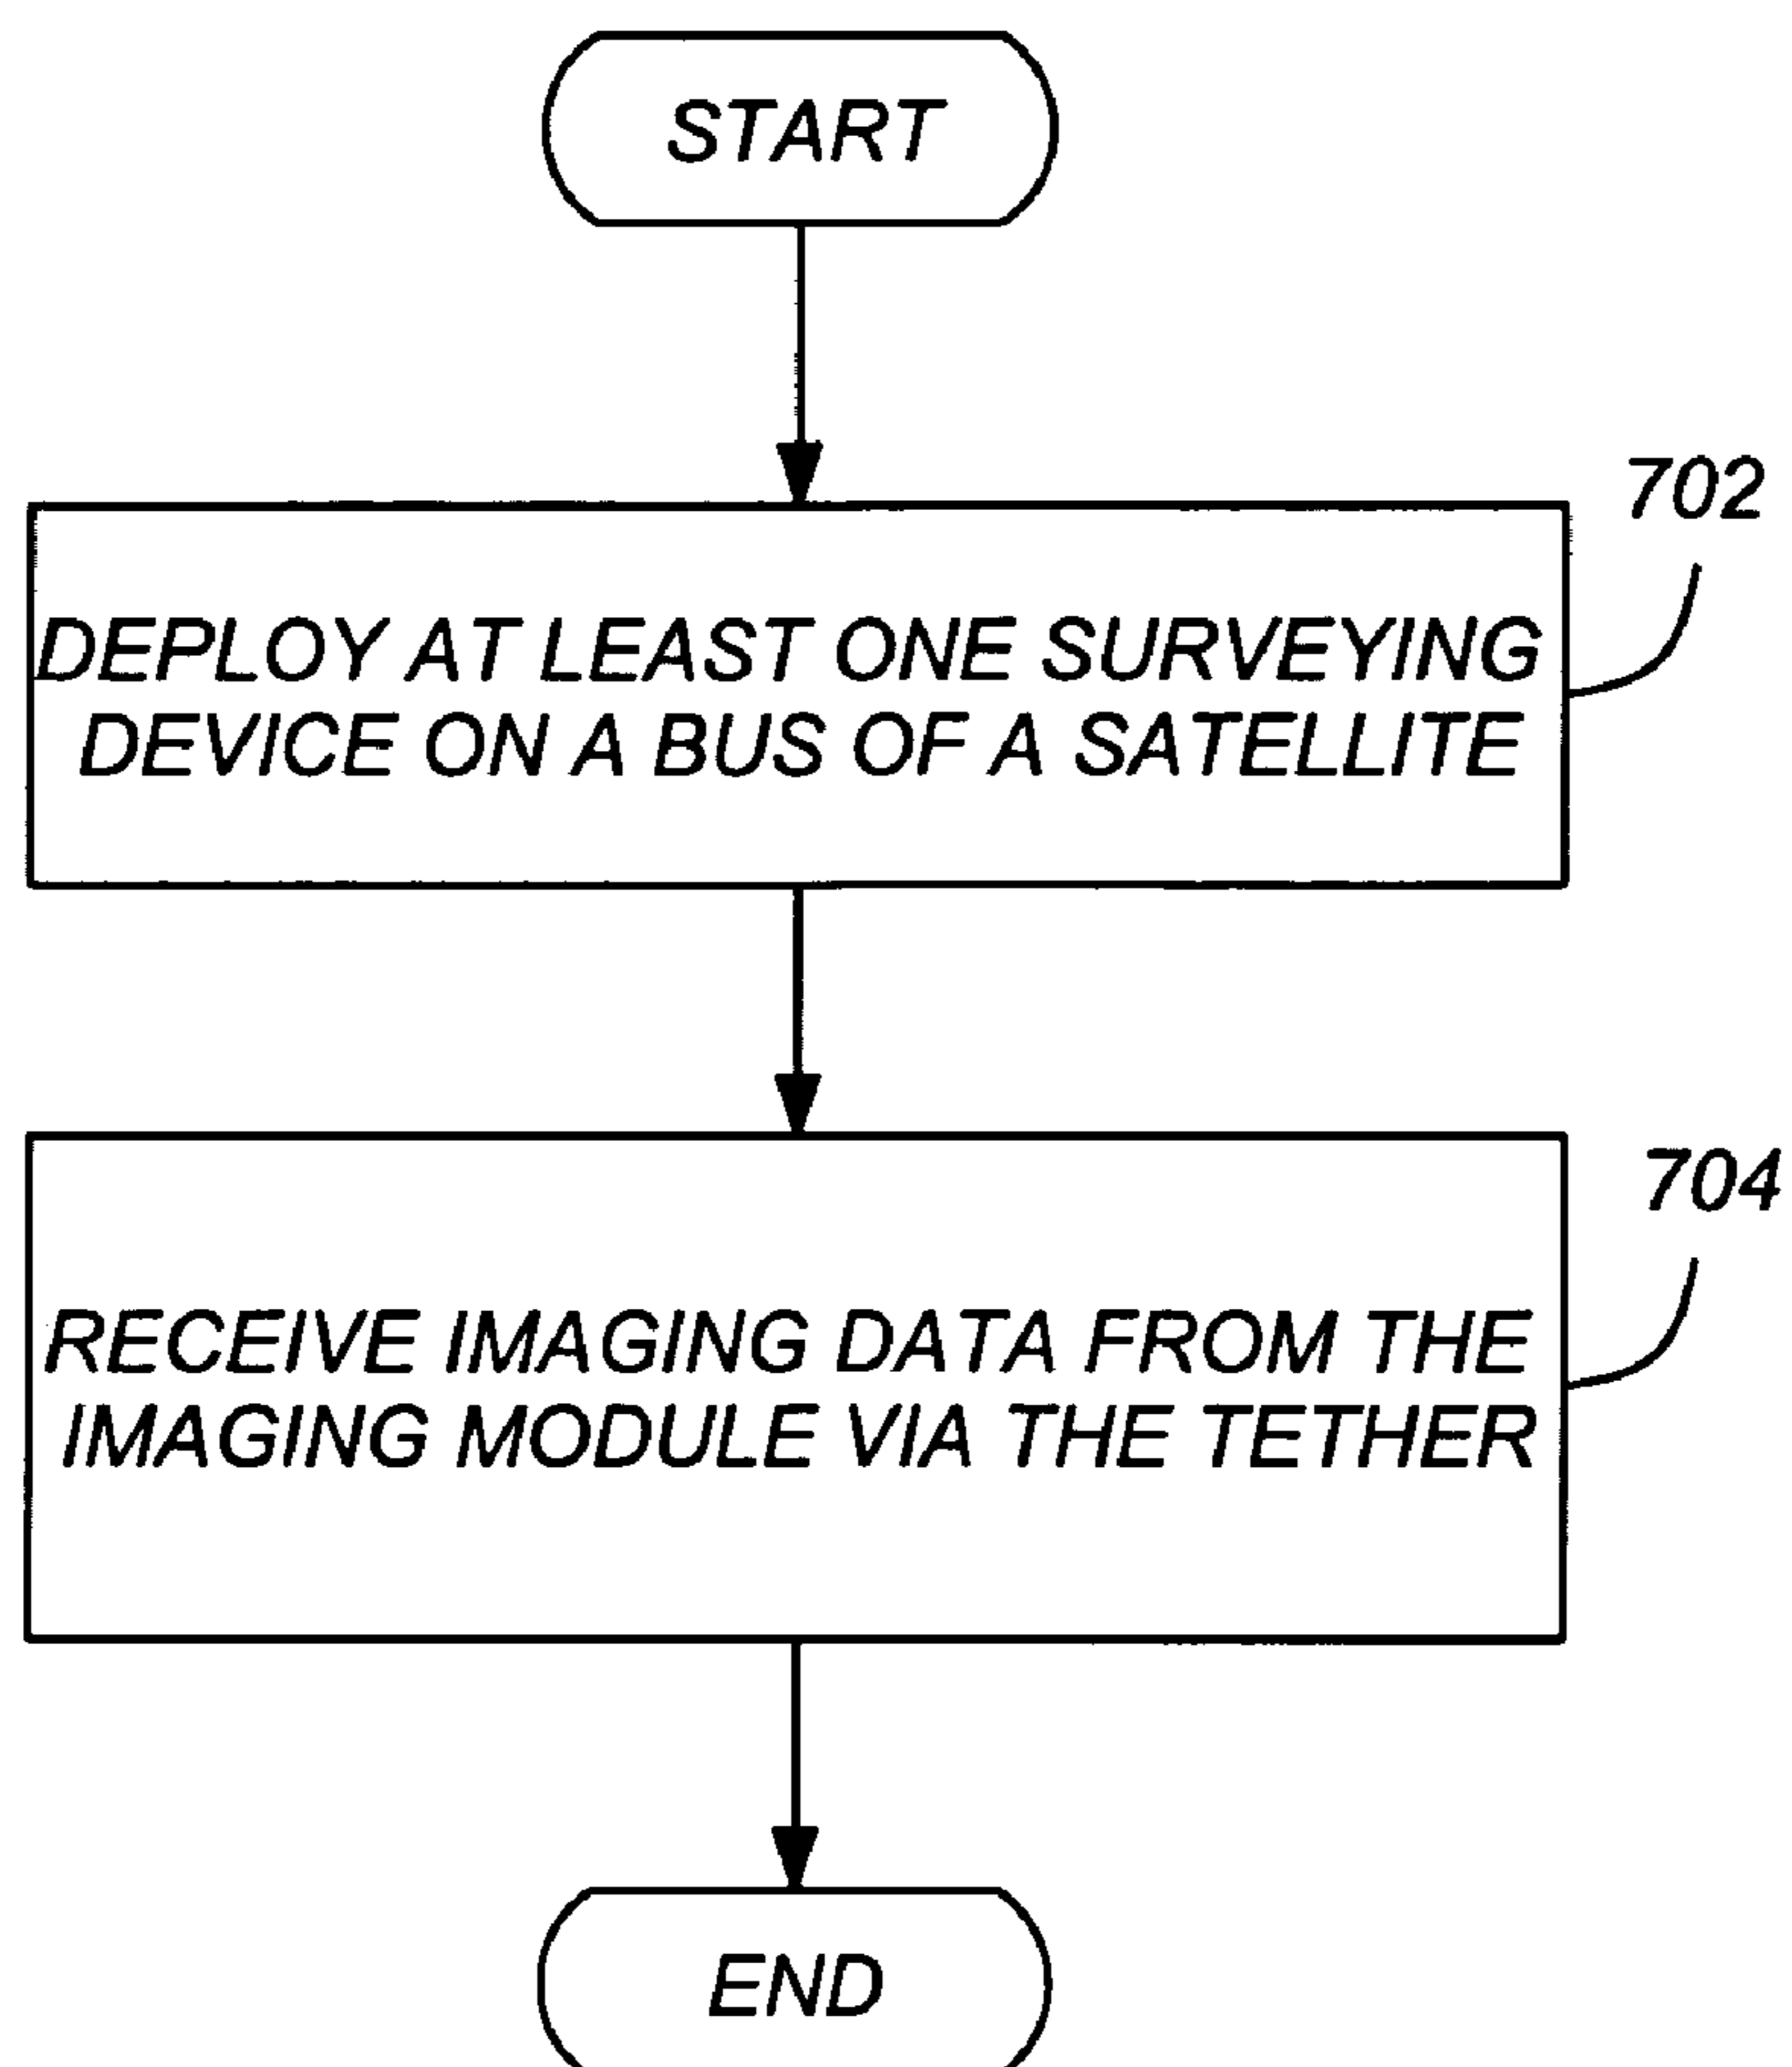 START
702
DEPLOY AT LEAST ONE SURVEYING
DEVICE ON A BUS OF A SATELLITE
704
RECEIVE IMAGING DATA FROM THE
IMAGING MODULE VIA THE TETHER
END